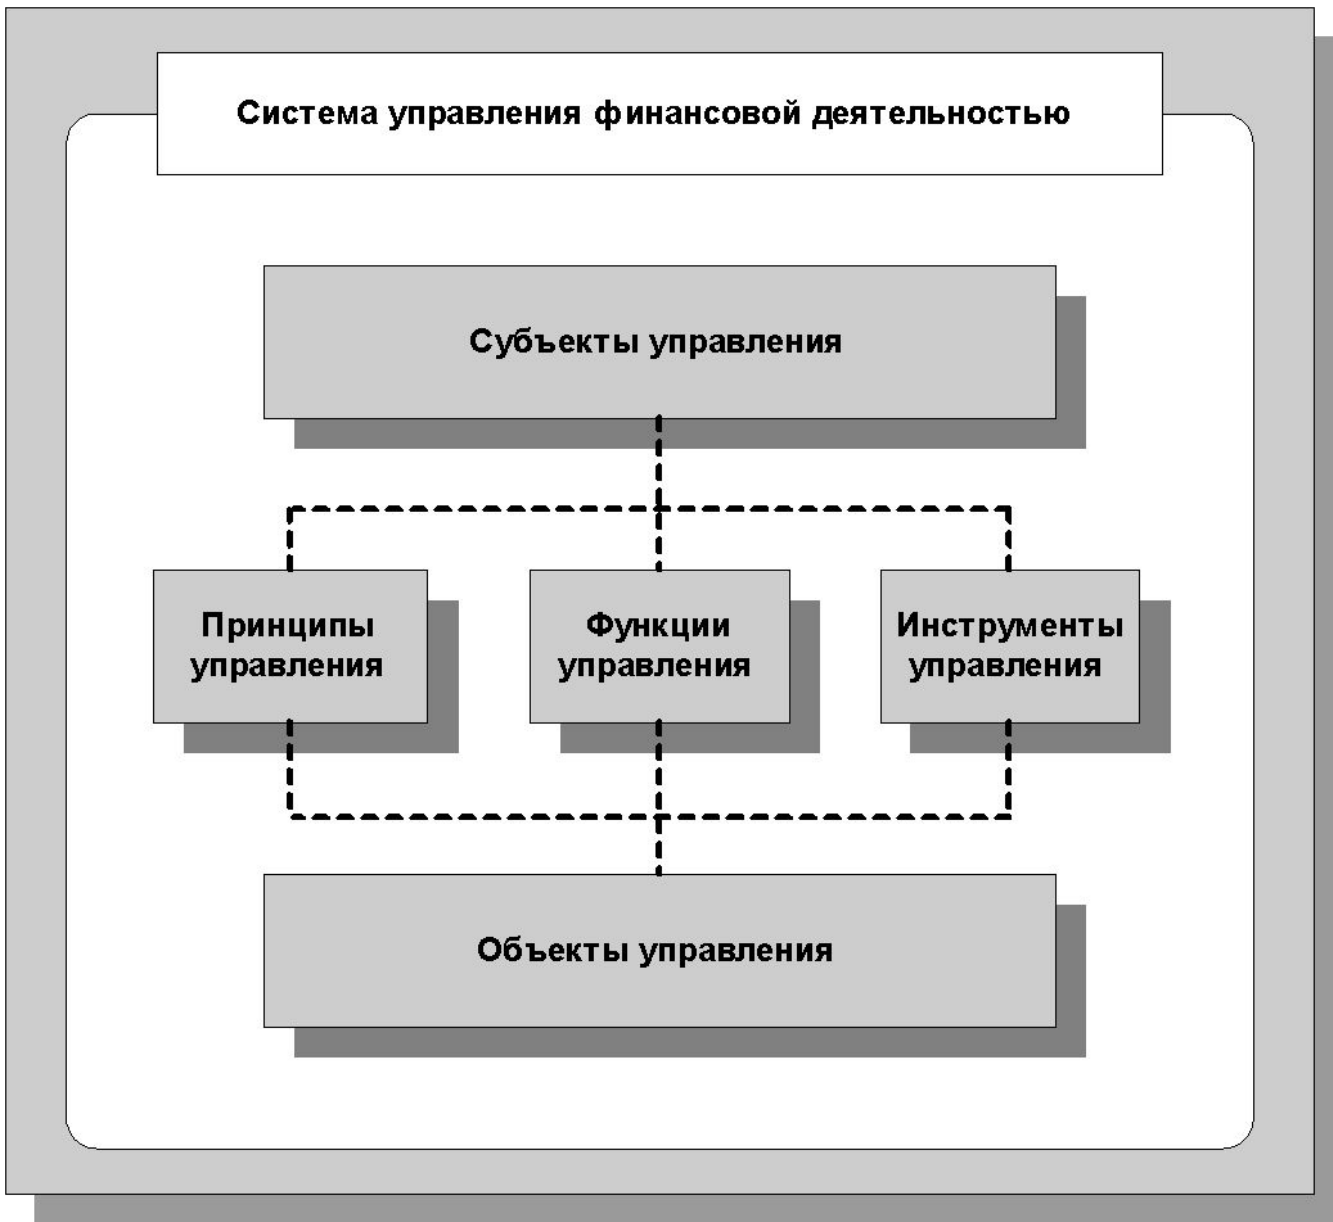 Система управления финансовой деятельностью
Субъекты управления
Принципы
управления
Функции
управления
Инструменты
управления
Объекты управления